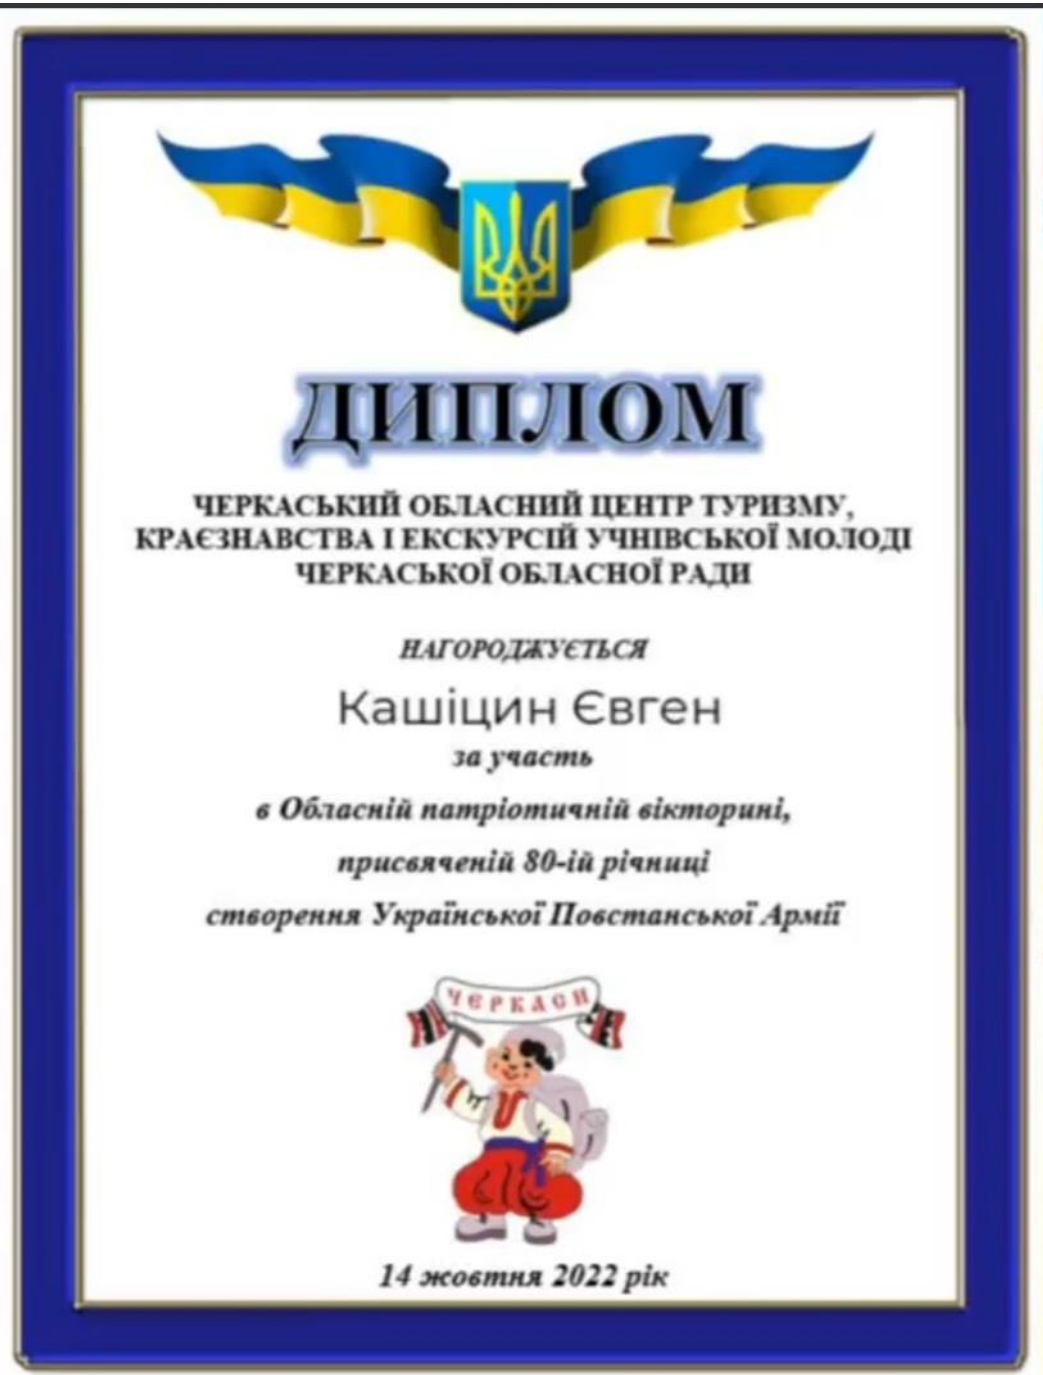 ДИПЛОМ
ЧЕРКАСЬКИЙ ОБЛАСНИЙ ЦЕНТР ТУРИЗМУ,
КРАЄЗНАВСТВА І ЕКСКУРСІЙ УЧНІВСЬКОЇ МОЛОДІ
ЧЕРКАСЬКОЇ ОБЛАСНОЇ РАДИ
НАГОРОДЖУЄТЬСЯ
Кашіцин Євген
за участь
в Обласній патріотичній вікторині,
присвяченій 80-ій річниці
створення Української Повстанської Армії
ЧЕРКАСИ
14 жовтня 2022 рік